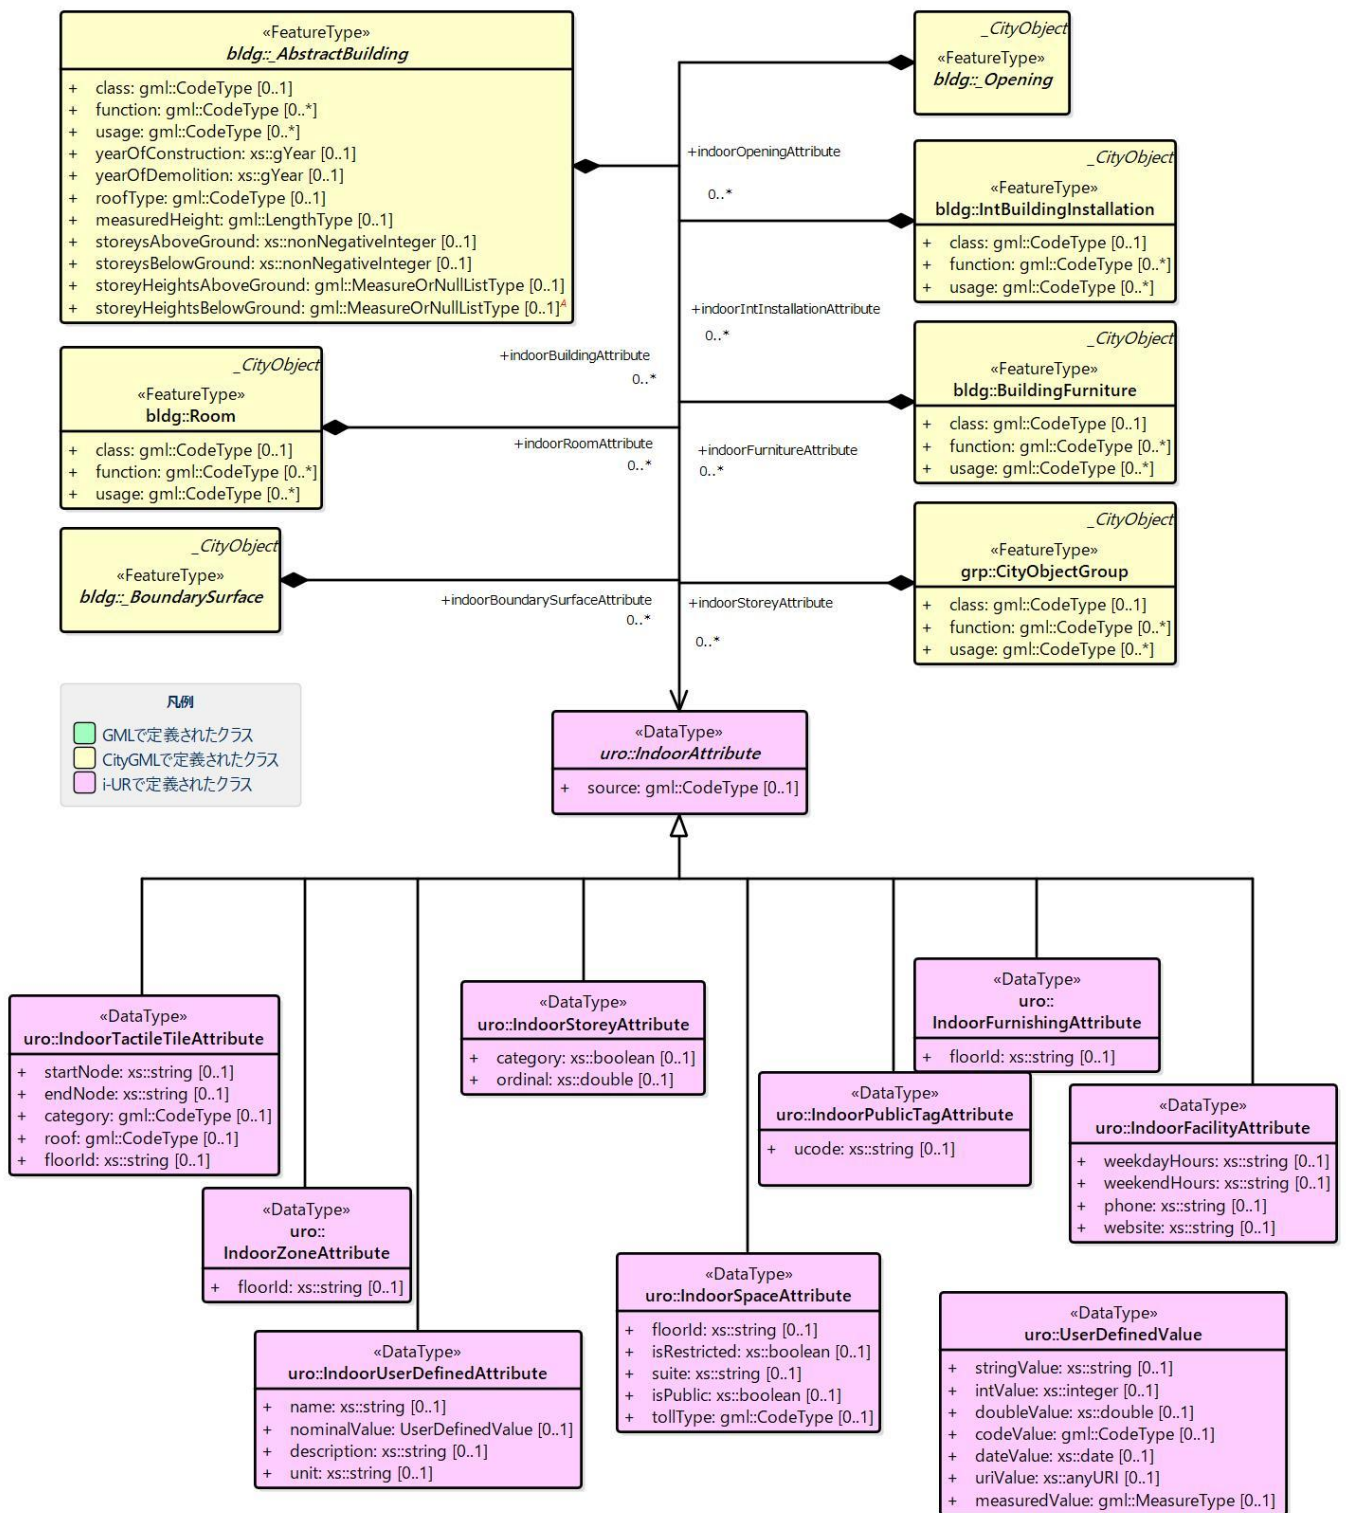 «FeatureType»
bldg::_AbstractBuilding
+ class: gml::CodeType [0..1]
+ function: gml::CodeType [0..*]
+ usage: gml::CodeType [0..*]
+ yearOfConstruction: xs::gYear [0..1]
+ yearOfDemolition: xs::gYear [0..1]
+ roofType: gml::CodeType [0..1]
+ measuredHeight: gml::LengthType [0..1]
+ storeysAboveGround: xs::nonNegativeInteger [0..1]
+ storeysBelowGround: xs::nonNegativeInteger [0..1]
+ storeyHeightsAboveGround: gml::MeasureOrNullListType [0..1]
+ storeyHeightsBelowGround: gml::MeasureOrNullListType [0..1]A
_CityObject
«FeatureType»
bldg::_Opening
+indoorOpeningAttribute
0..*
_CityObject
«FeatureType»
bldg::IntBuildingInstallation
+ class: gml::CodeType [0..1]
+ function: gml::CodeType [0..*]
+ usage: gml::CodeType [0..*]
+indoorIntInstallationAttribute
0..*
+indoorBuildingAttribute
0..*
_CityObject
«FeatureType»
bldg::Room
+ class: gml::CodeType [0..1]
+ function: gml::CodeType [0..*]
+ usage: gml::CodeType [0..*]
+indoorRoomAttribute
0..*
_CityObject
«FeatureType»
bldg::BuildingFurniture
+ class: gml::CodeType [0..1]
+ function: gml::CodeType [0..*]
+ usage: gml::CodeType [0..*]
+indoorFurnitureAttribute
0..*
_CityObject
«FeatureType»
bldg::_BoundarySurface
+indoorBoundarySurfaceAttribute
0..*
_CityObject
«FeatureType»
grp::CityObjectGroup
+ class: gml::CodeType [0..1]
+ function: gml::CodeType [0..*]
+ usage: gml::CodeType [0..*]
+indoorStoreyAttribute
0..*
凡例
GMLで定義されたクラス
CityGMLで定義されたクラス
i-URで定義されたクラス
«DataType»
uro::IndoorAttribute
+ source: gml::CodeType [0..1]
«DataType»
uro::IndoorTactileTileAttribute
+ startNode: xs::string [0..1]
+ endNode: xs::string [0..1]
+ category: gml::CodeType [0..1]
+ roof: gml::CodeType [0..1]
+ floorId: xs::string [0..1]
«DataType»
uro::IndoorStoreyAttribute
+ category: xs::boolean [0..1]
+ ordinal: xs::double [0..1]
«DataType»
uro::
IndoorFurnishingAttribute
+ floorId: xs::string [0..1]
«DataType»
uro::IndoorPublicTagAttribute
+ ucode: xs::string [0..1]
«DataType»
uro::IndoorFacilityAttribute
+ weekdayHours: xs::string [0..1]
+ weekendHours: xs::string [0..1]
+ phone: xs::string [0..1]
+ website: xs::string [0..1]
«DataType»
uro::
IndoorZoneAttribute
+ floorId: xs::string [0..1]
«DataType»
uro::IndoorSpaceAttribute
+ floorId: xs::string [0..1]
+ isRestricted: xs::boolean [0..1]
+ suite: xs::string [0..1]
+ isPublic: xs::boolean [0..1]
+ tollType: gml::CodeType [0..1]
«DataType»
uro::IndoorUserDefinedAttribute
+ name: xs::string [0..1]
+ nominalValue: UserDefinedValue [0..1]
+ description: xs::string [0..1]
+ unit: xs::string [0..1]
«DataType»
uro::UserDefinedValue
+ stringValue: xs::string [0..1]
+ intValue: xs::integer [0..1]
+ doubleValue: xs::double [0..1]
+ codeValue: gml::CodeType [0..1]
+ dateValue: xs::date [0..1]
+ uriValue: xs::anyURI [0..1]
+ measuredValue: gml::MeasureType [0..1]